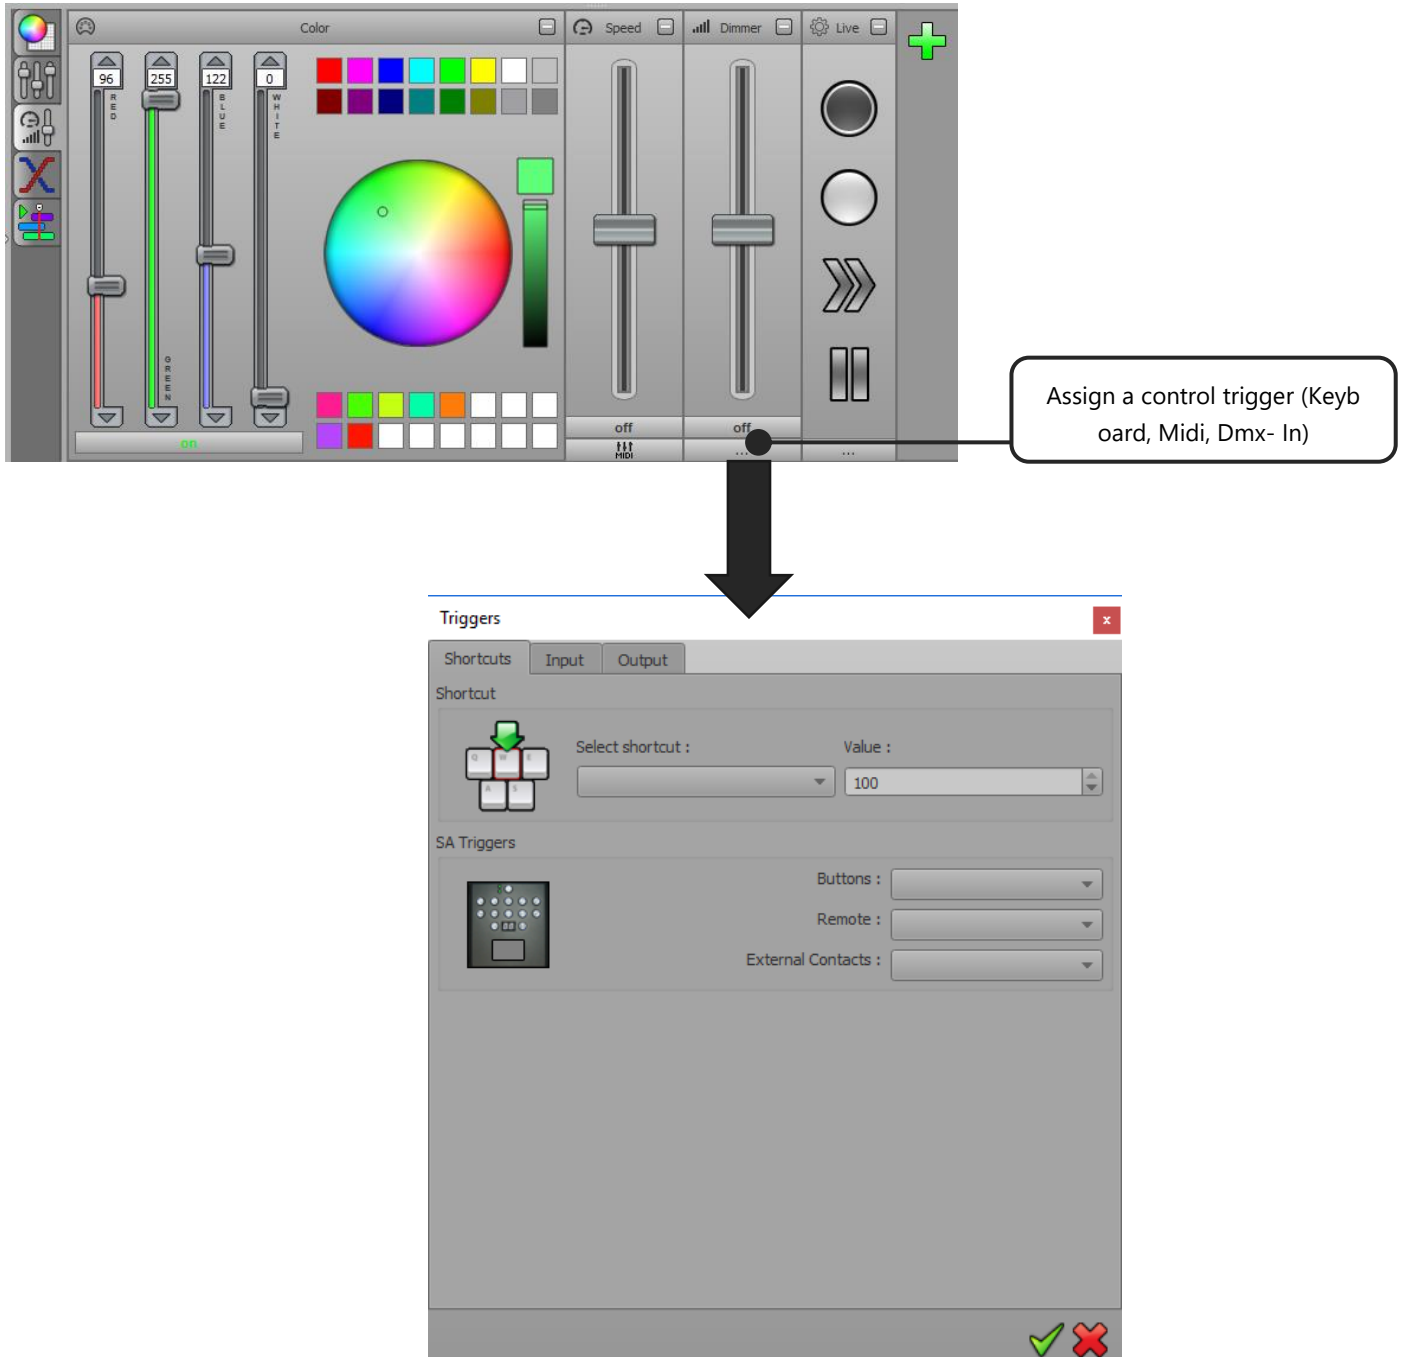 Color
Speed
Dimmer
Live
96
255
122
0
RED
GREEN
BLUE
WHITE
on
off
off
MIDI
...
...
Assign a control trigger (Keyb
oard, Midi, Dmx- In)
Triggers
x
Shortcuts
Input
Output
Shortcut
Q
W
E
A
S
Select shortcut :
Value :
100
SA Triggers
Buttons :
Remote :
External Contacts :